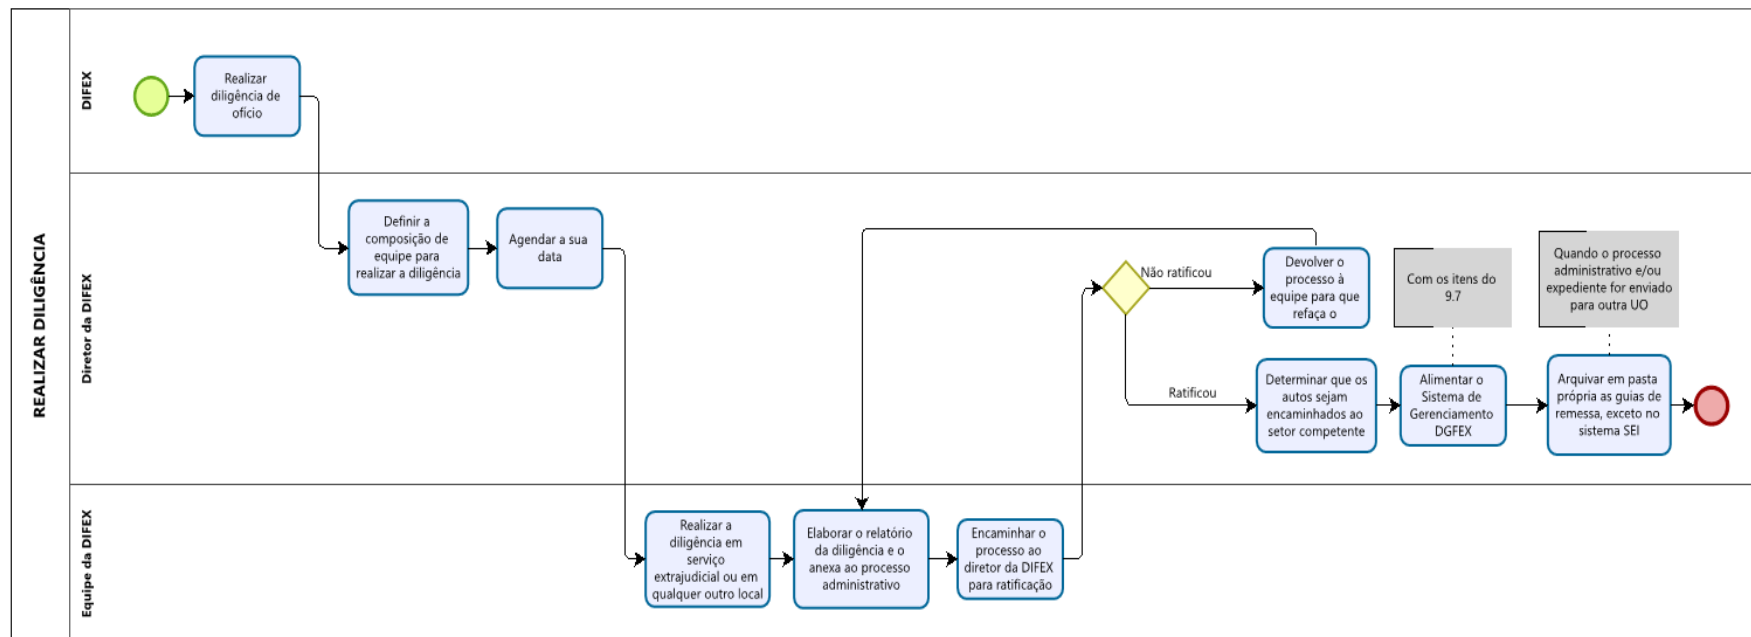 REALIZAR DILIGÊNCIA
DIFEX
Realizar
diligência de
ofício
Diretor da DIFEX
Definir a
composição de
equipe para
realizar a diligência
Agendar a sua
data
Não ratificou
Devolver o
processo à
equipe para que
refaça o
Com os itens do
9.7
Quando o processo
administrativo e/ou
expediente for enviado
para outra UO
Ratificou
Determinar que os
autos sejam
encaminhados ao
setor competente
Alimentar o
Sistema de
Gerenciamento
DGFEX
Arquivar em pasta
própria as guias de
remessa, exceto no
sistema SEI
Equipe da DIFEX
Realizar a
diligência em
serviço
extrajudicial ou em
qualquer outro local
Elaborar o relatório
da diligência e o
anexa ao processo
administrativo
Encaminhar o
processo ao
diretor da DIFEX
para ratificação